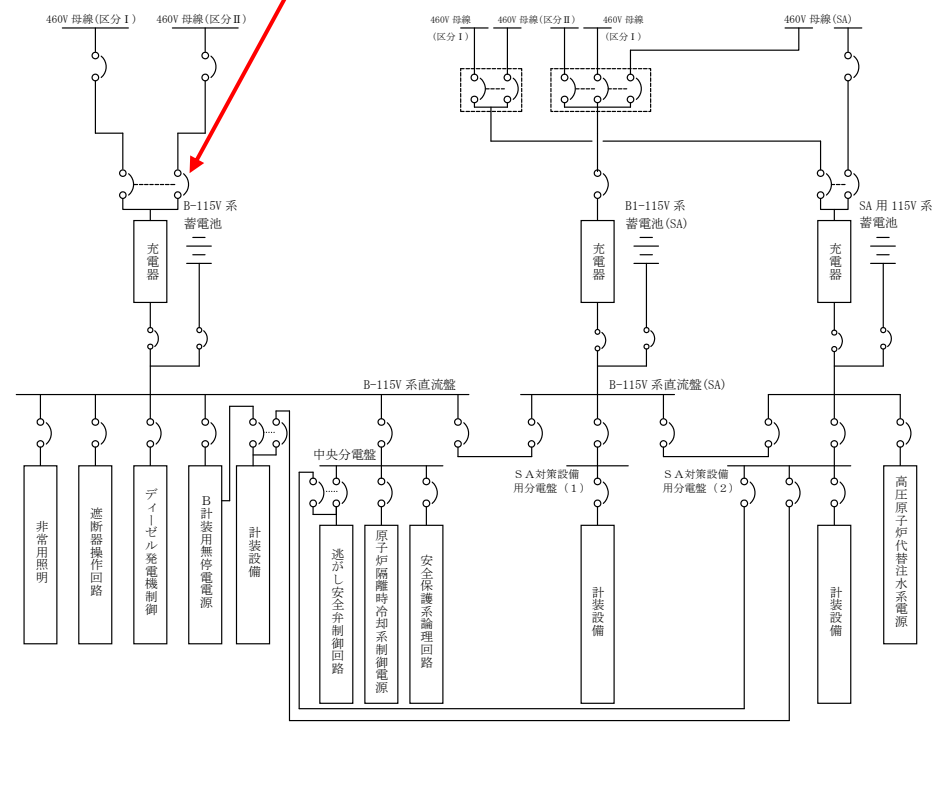 460V 母線(区分Ⅰ)
460V 母線(区分Ⅱ)
460V 母線
(区分Ⅰ)
460V 母線(区分Ⅱ)
460V 母線
(区分Ⅰ)
460V 母線(SA)
B-115V 系
蓄電池
B1-115V 系
蓄電池(SA)
SA 用 115V 系
蓄電池
充電器
充電器
充電器
B-115V 系直流盤
B-115V 系直流盤(SA)
中央分電盤
ＳＡ対策設備
用分電盤（１）
ＳＡ対策設備
用分電盤（２）
非常用照明
遮断器操作回路
ディーゼル発電機制御
Ｂ計装用無停電電源
計装設備
逃がし安全弁制御回路
原子炉隔離時冷却系制御電源
安全保護系論理回路
計装設備
計装設備
高圧原子炉代替注水系電源